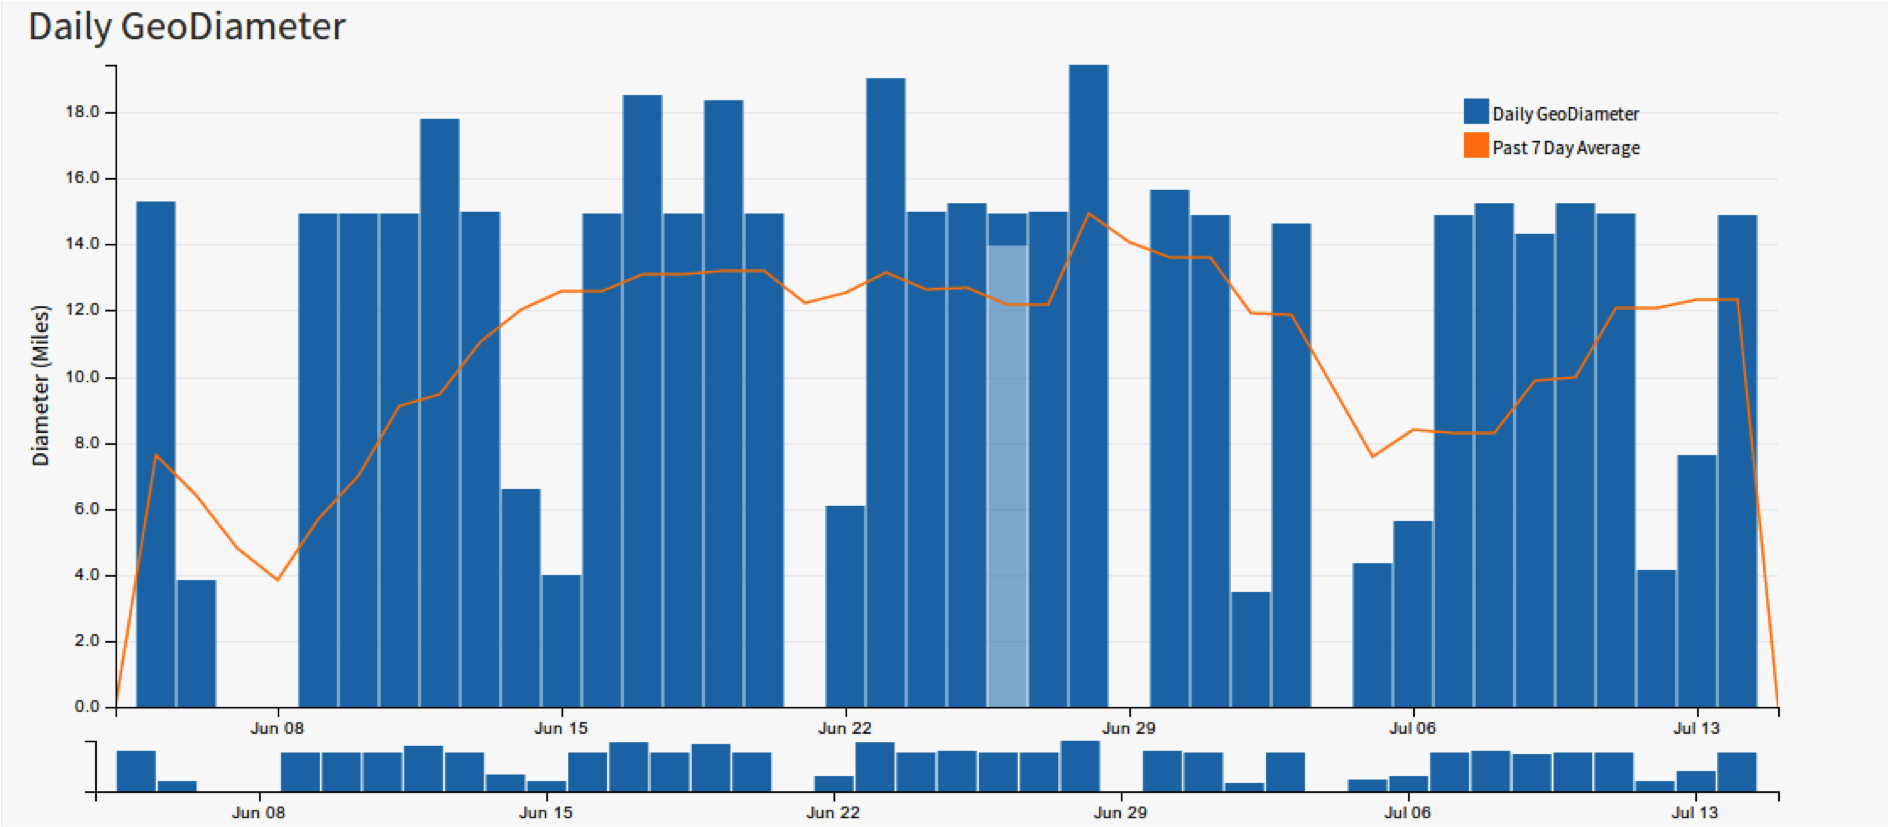 Daily GeoDiameter
18.0
16.0
14.0
12.0
10.0
8.0
6.0
4.0
2.0
0.0
Diameter (Miles)
Daily GeoDiameter
Past 7 Day Average
Jun 08 Jun 15 Jun 22 Jun 29 Jul 06 Jul 13
Jun 08 Jun 15 Jun 22 Jun 29 Jul 06 Jul 13